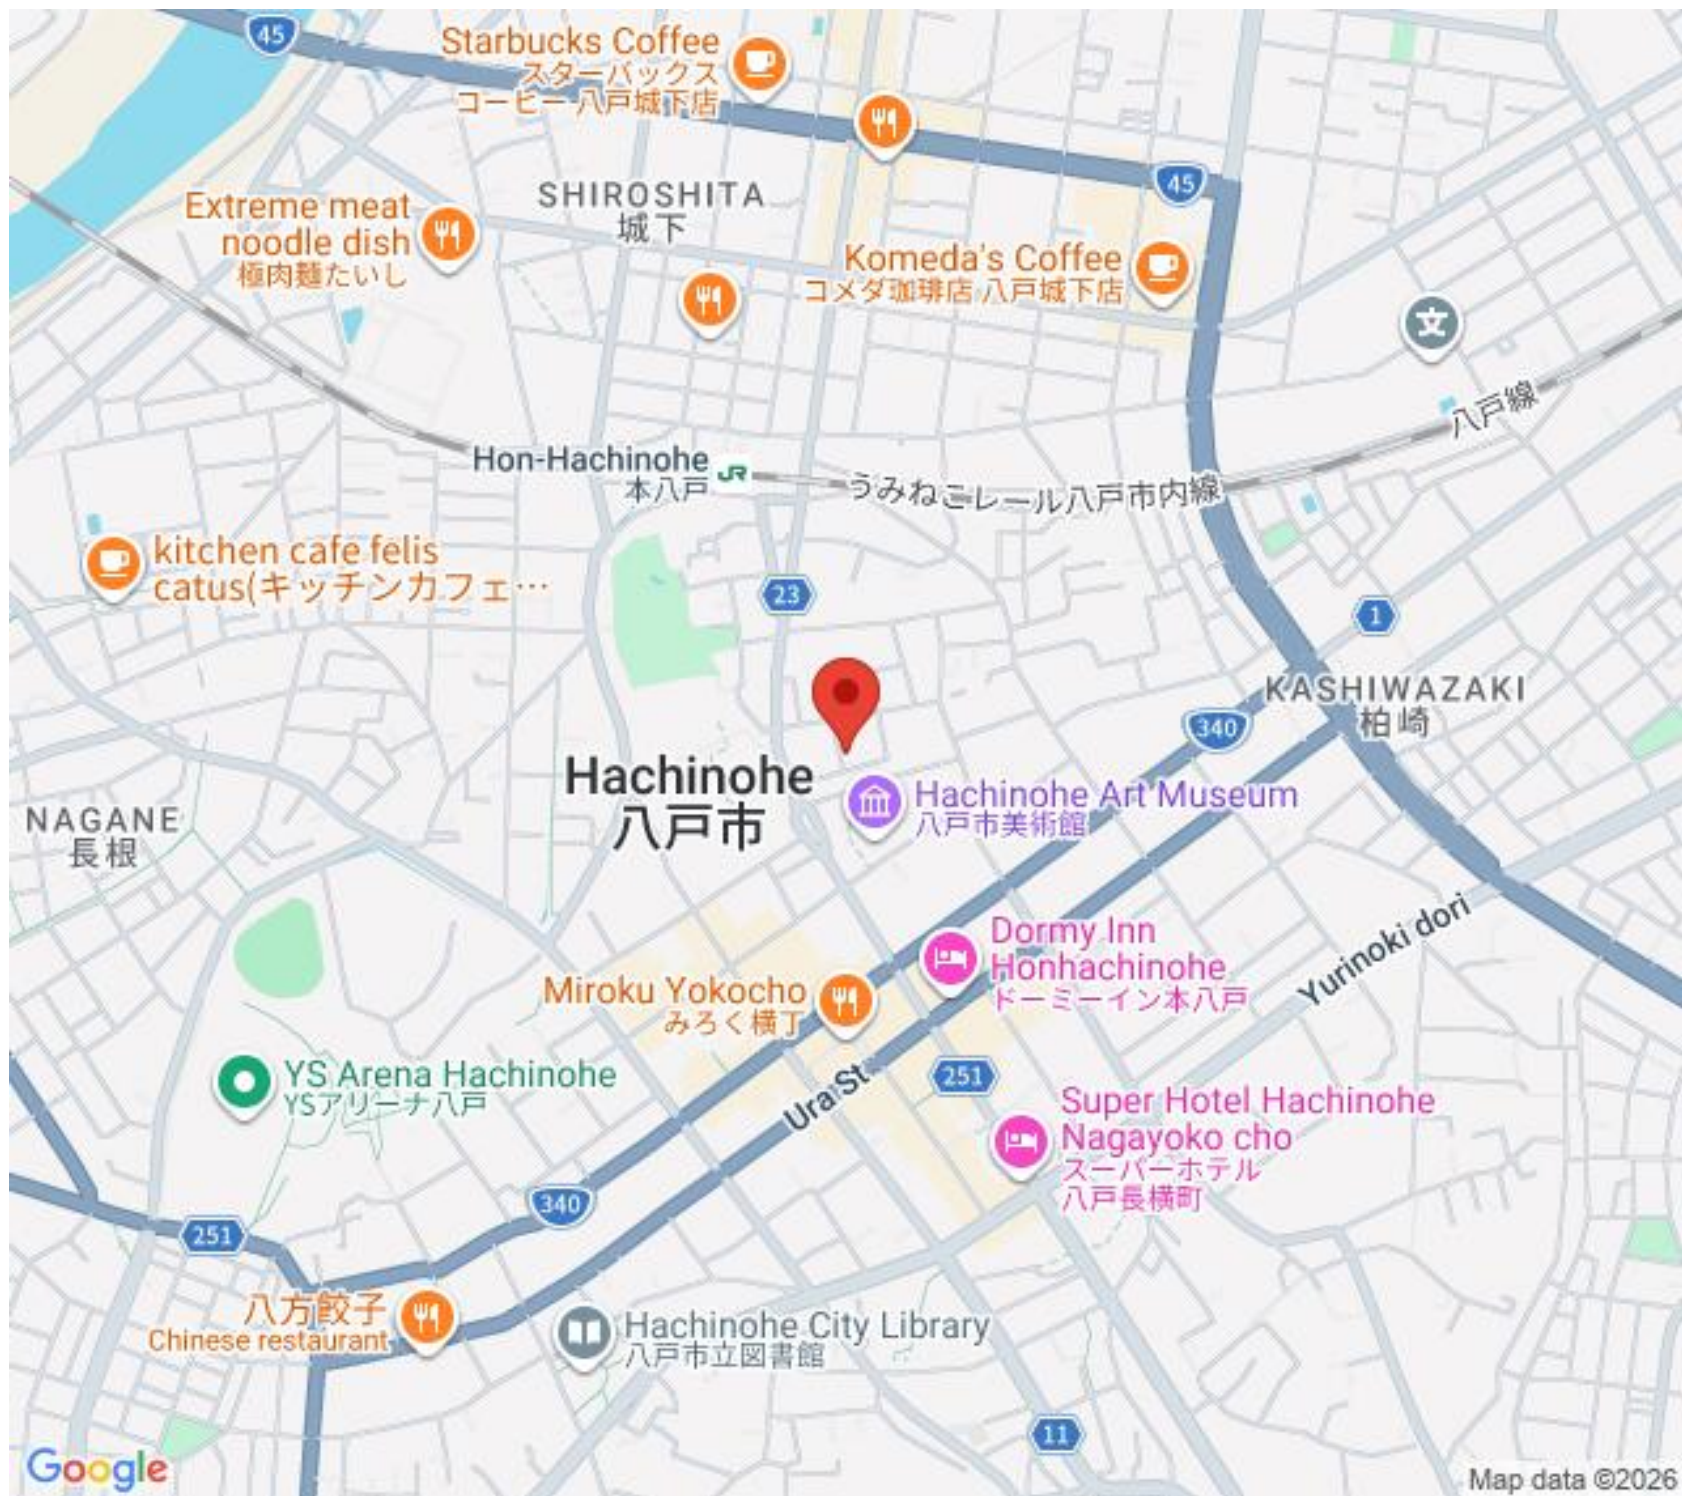 45
Starbucks Coffee
スターバックス
コーヒー 八戸城下店
45
Extreme meat
noodle dish
極肉麺たいし
SHIROSHITA
城下
Komeda's Coffee
コメダ珈琲店 八戸城下店
文
八戸線
Hon-Hachinohe
本八戸
JR
うみねこレール八戸市内線
kitchen cafe felis
catus(キッチンカフェ…
23
1
KASHIWAZAKI
柏崎
340
Hachinohe
八戸市
Hachinohe Art Museum
八戸市美術館
NAGANE
長根
Yurinoki dori
Dormy Inn
Honhachinohe
ドーミーイン本八戸
Miroku Yokocho
みろく横丁
YS Arena Hachinohe
YSアリーナ八戸
Ura St
251
Super Hotel Hachinohe
Nagayoko cho
スーパーホテル
八戸長横町
340
251
八方餃子
Chinese restaurant
Hachinohe City Library
八戸市立図書館
11
Google
Map data ©2026